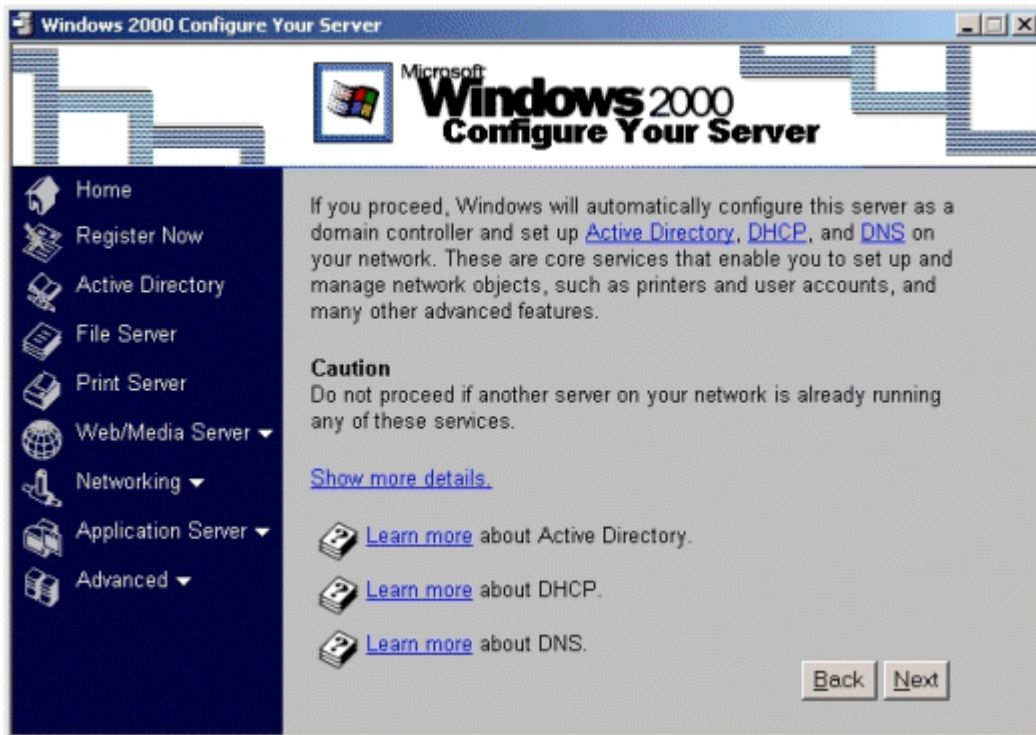 Windows 2000 Configure Your Server
Microsoft
Windows 2000
Configure Your Server
Home
Register Now
Active Directory
File Server
Print Server
Web/Media Server
Networking
Application Server
Advanced
If you proceed, Windows will automatically configure this server as a
domain controller and set up Active Directory, DHCP, and DNS on
your network. These are core services that enable you to set up and
manage network objects, such as printers and user accounts, and
many other advanced features.
Caution
Do not proceed if another server on your network is already running
any of these services.
Show more details.
Learn more about Active Directory.
Learn more about DHCP.
Learn more about DNS.
Back Next